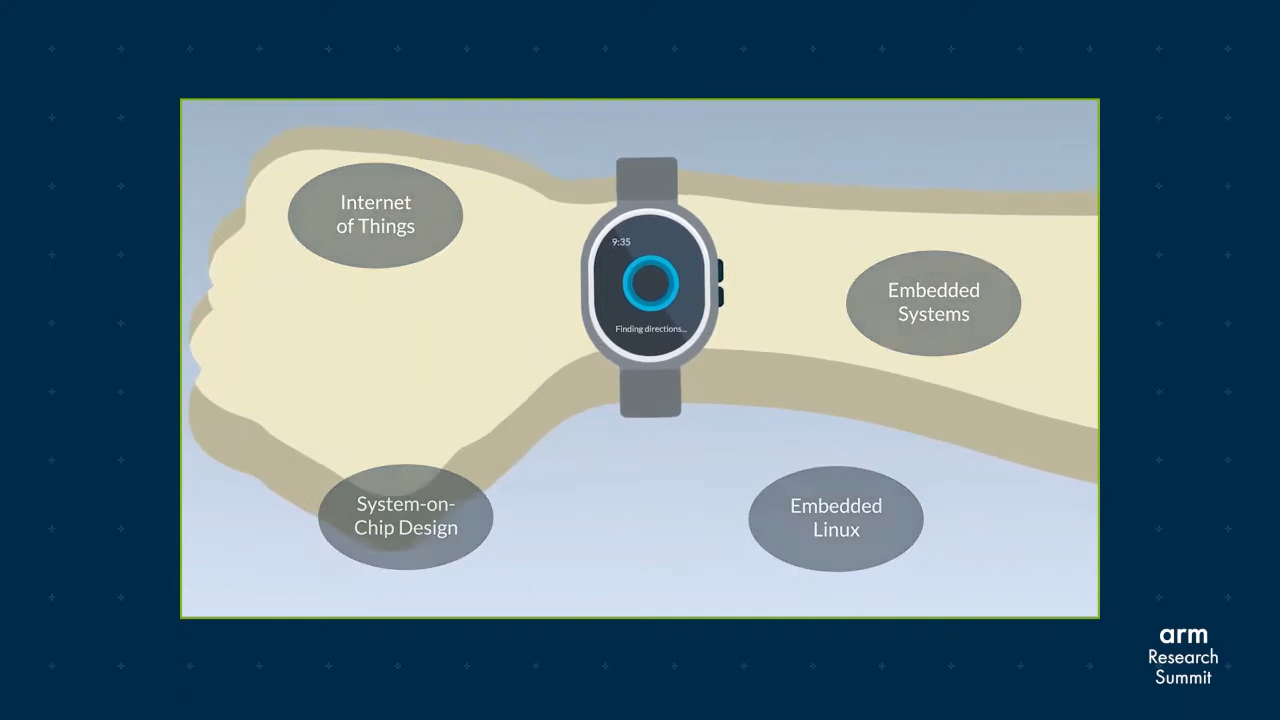 Internet
of Things
9:35
Finding directions...
Embedded
Systems
System-on-
Chip Design
Embedded
Linux
arm
Research
Summit